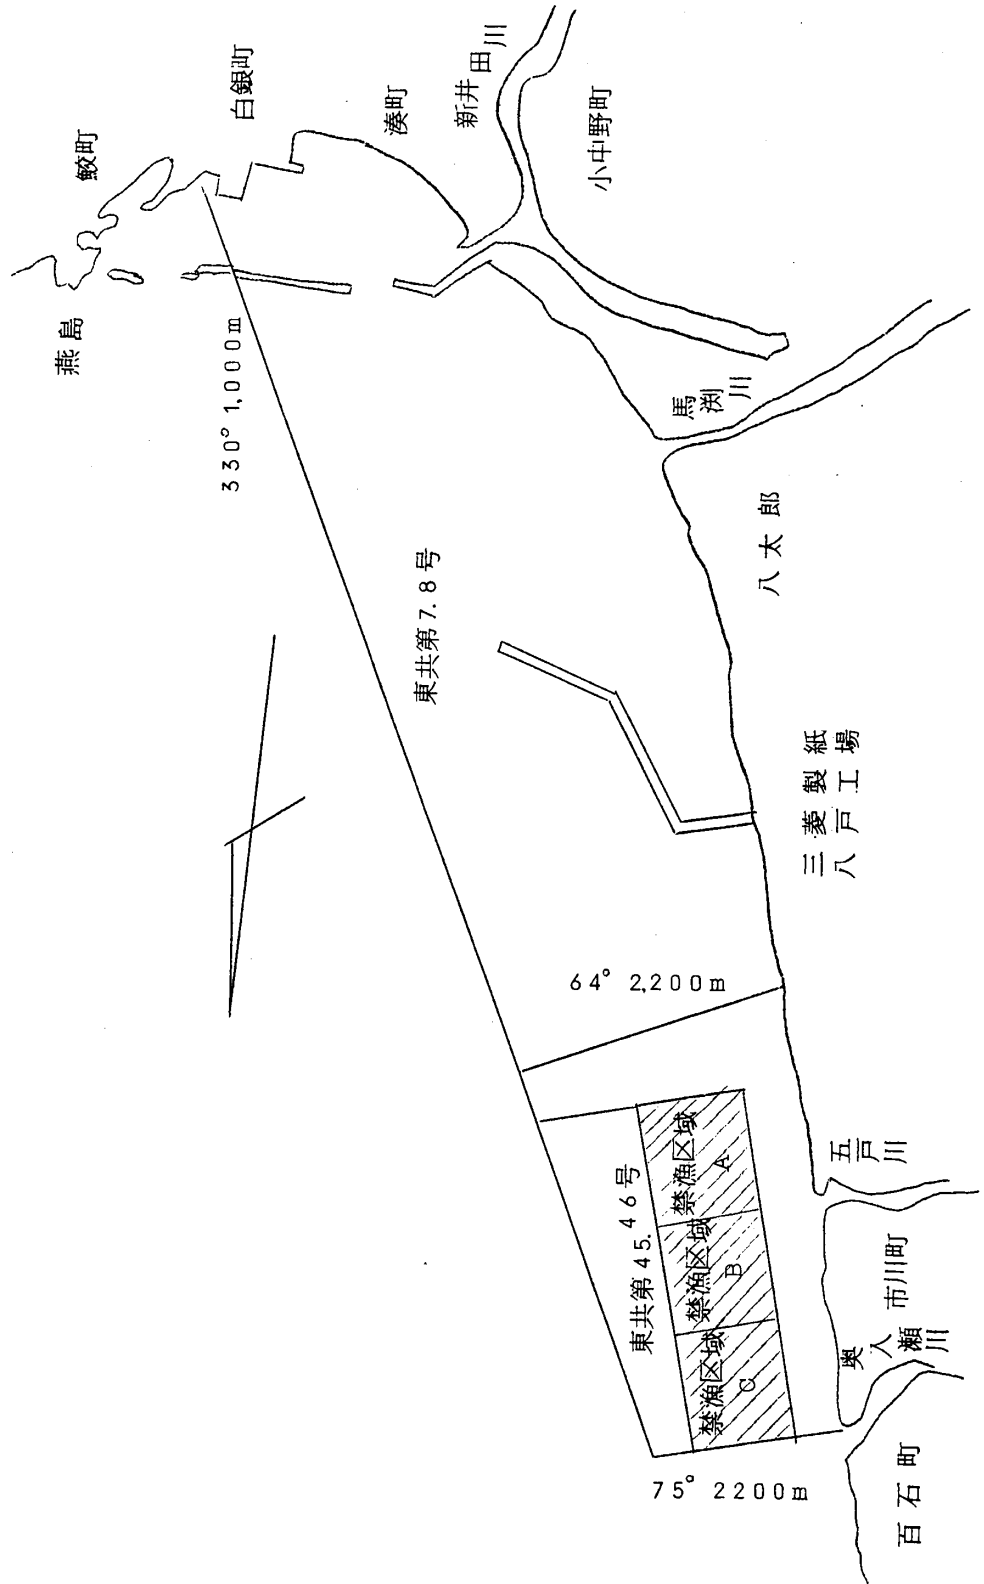 鮫町
白銀町
湊町
新井
田川
小中野町
蕪島
330° 1,000m
馬渕川
八太郎
東共第7.8号
三菱製紙
八戸工場
64° 2,200m
五戸川
東共第45.46号
禁漁区域
A
禁漁区域
B
禁漁区域
C
市川町
奥入瀬川
75° 2200m
百石町